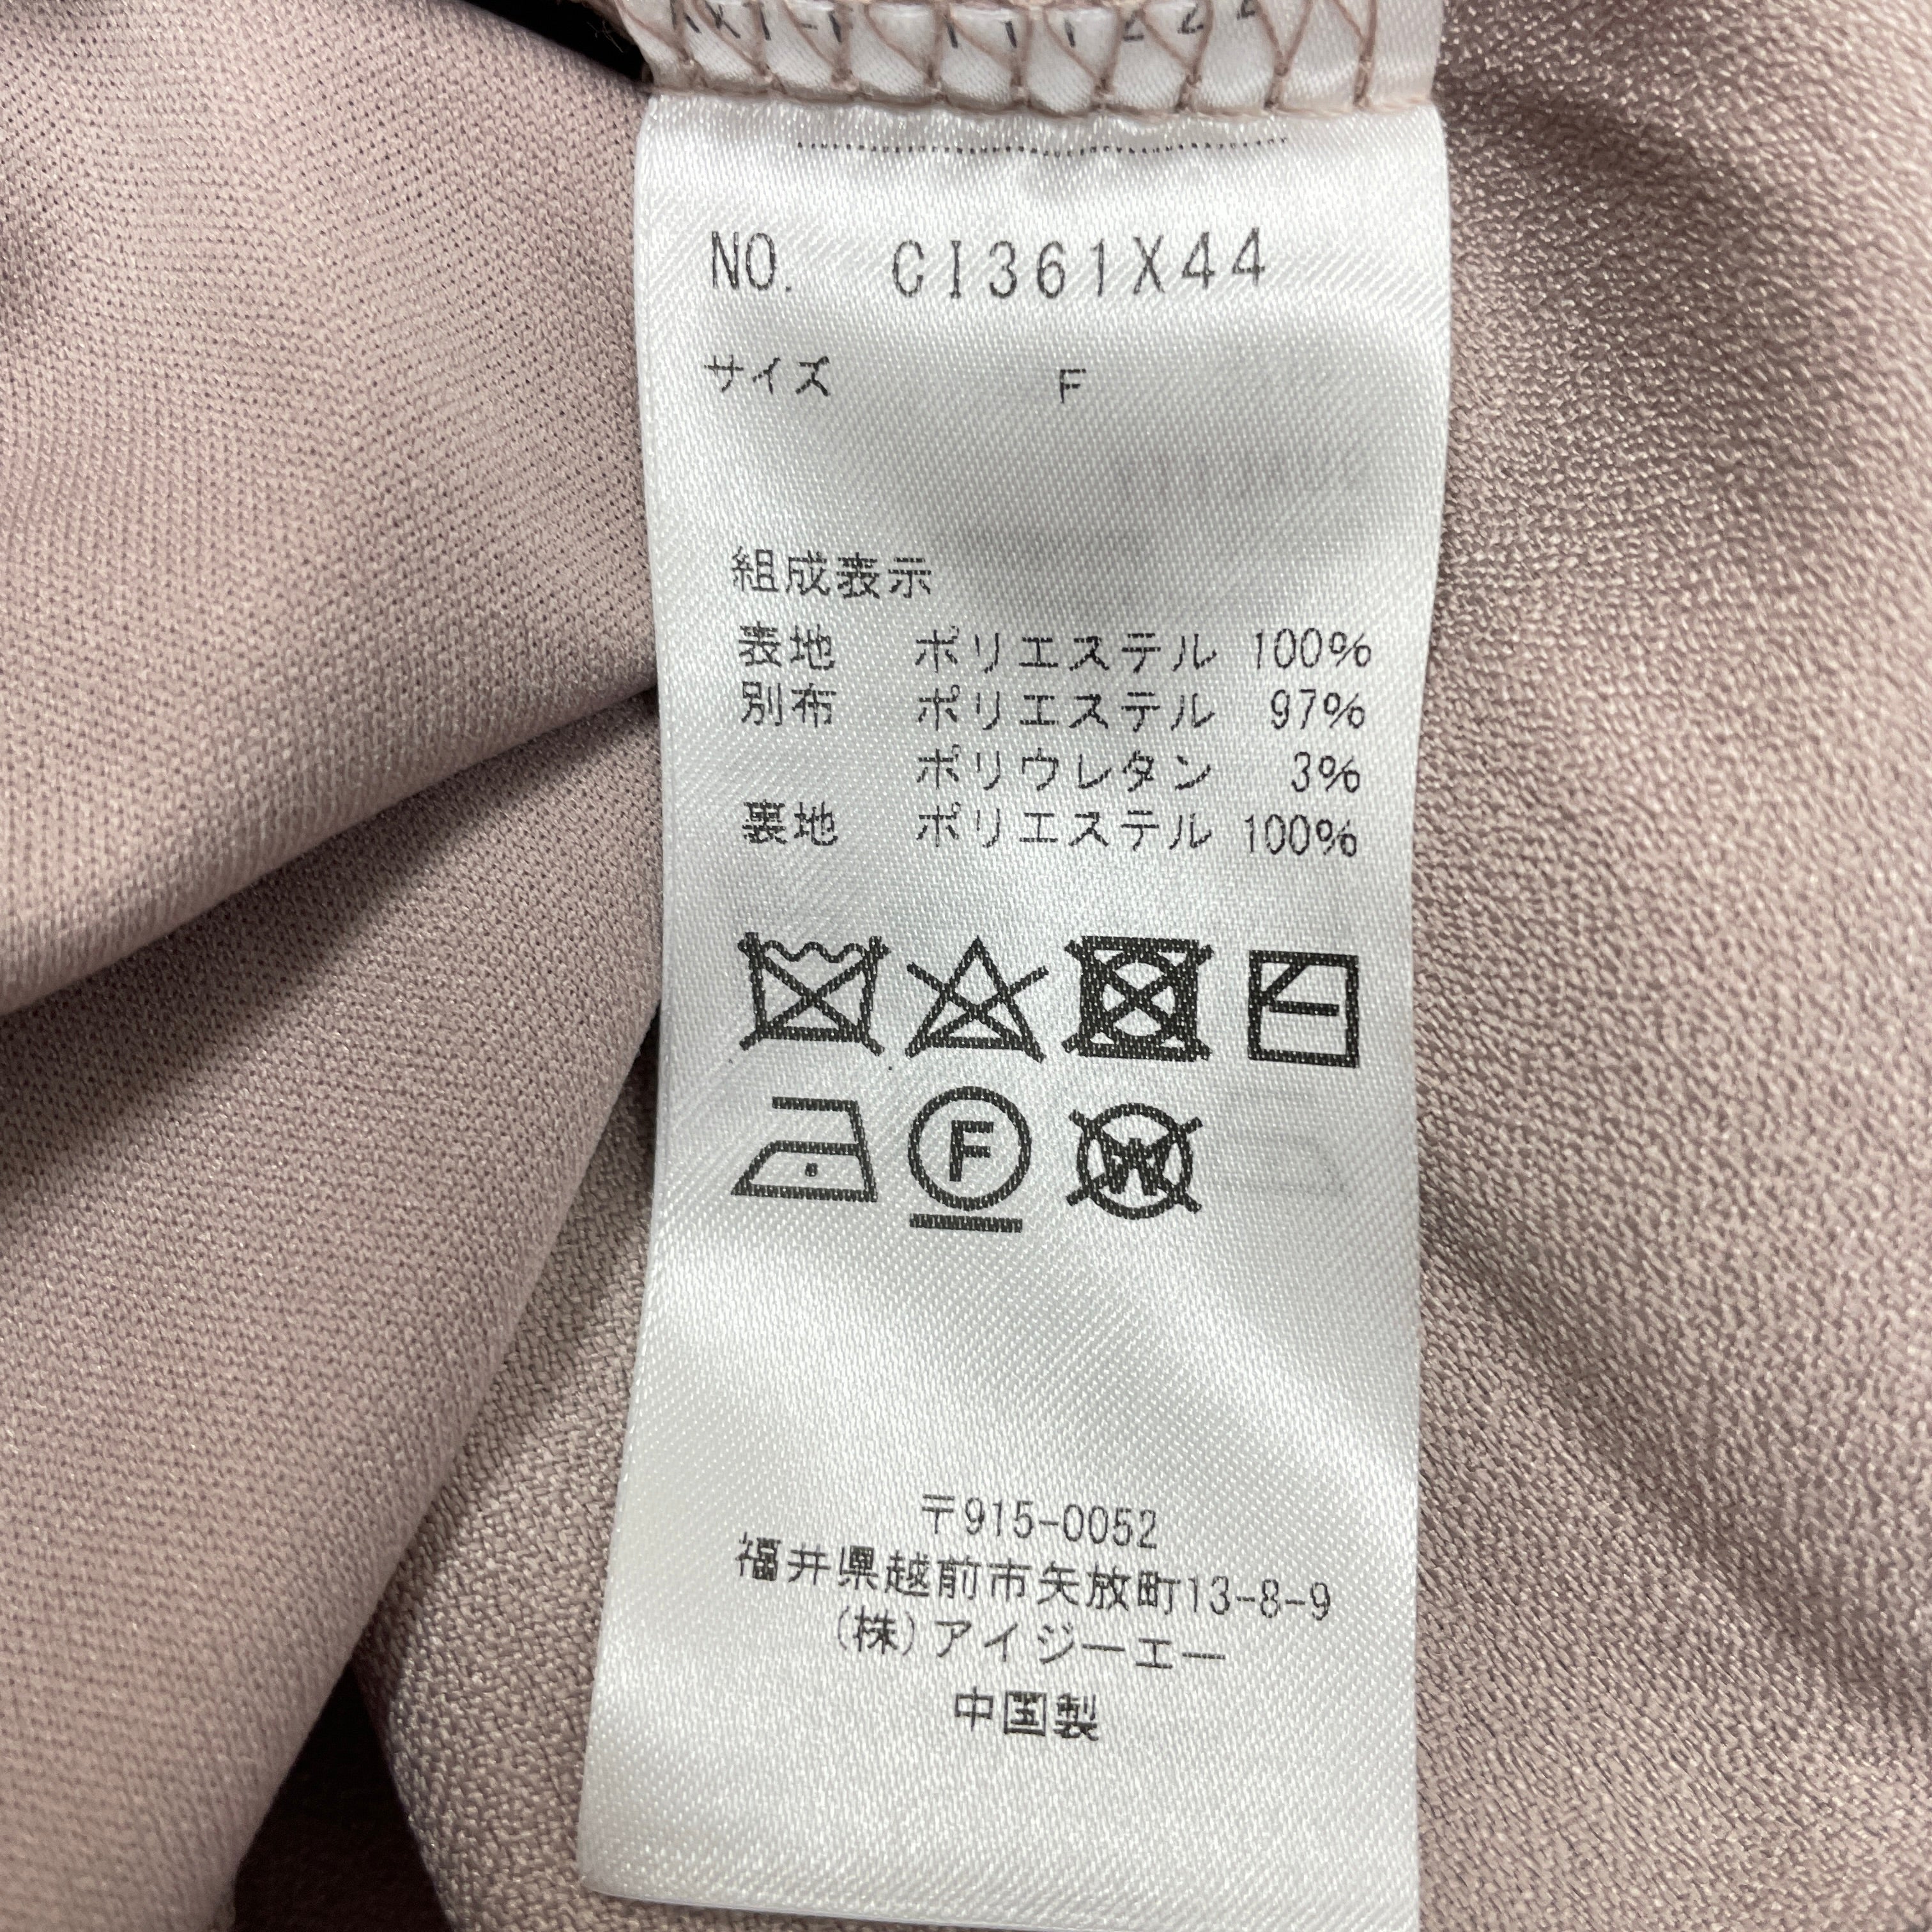 NO. CI361X44
サイズ F
組成表示
表地 ポリエステル 100%
別布 ポリエステル 97%
ポリウレタン 3%
裏地 ポリエステル 100%
F
W
〒915-0052
福井県越前市矢放町13-8-9
(株)アイジーエー
中国製